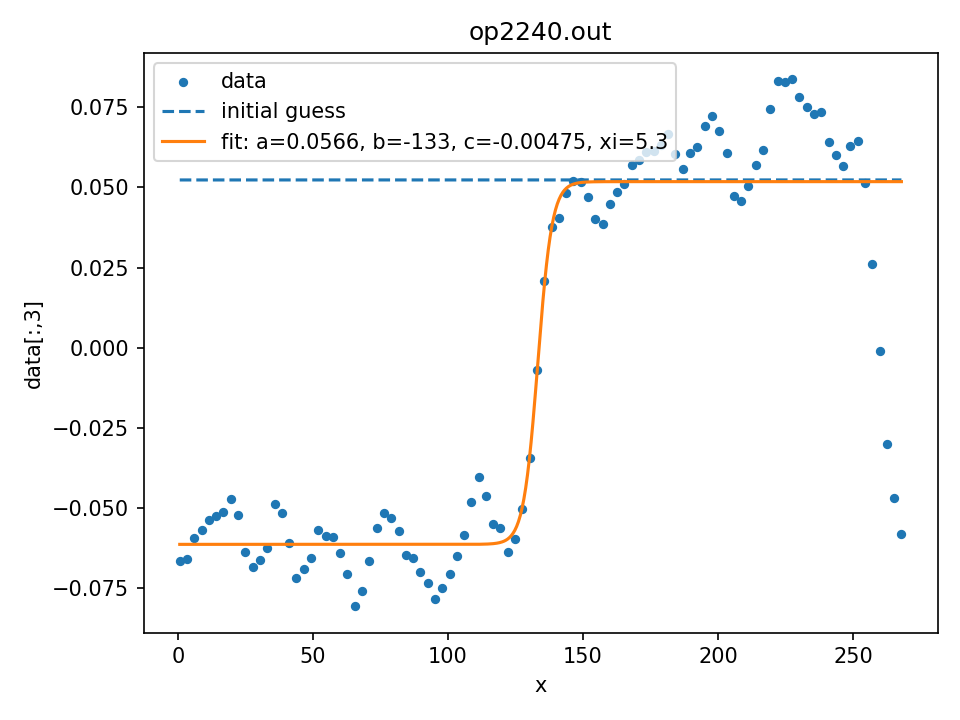 op2240.out
data
initial guess
fit: a=0.0566, b=-133, c=-0.00475, xi=5.3
0.075
0.050
0.025
0.000
−0.025
−0.050
−0.075
data[:,3]
0
50
100
150
200
250
x